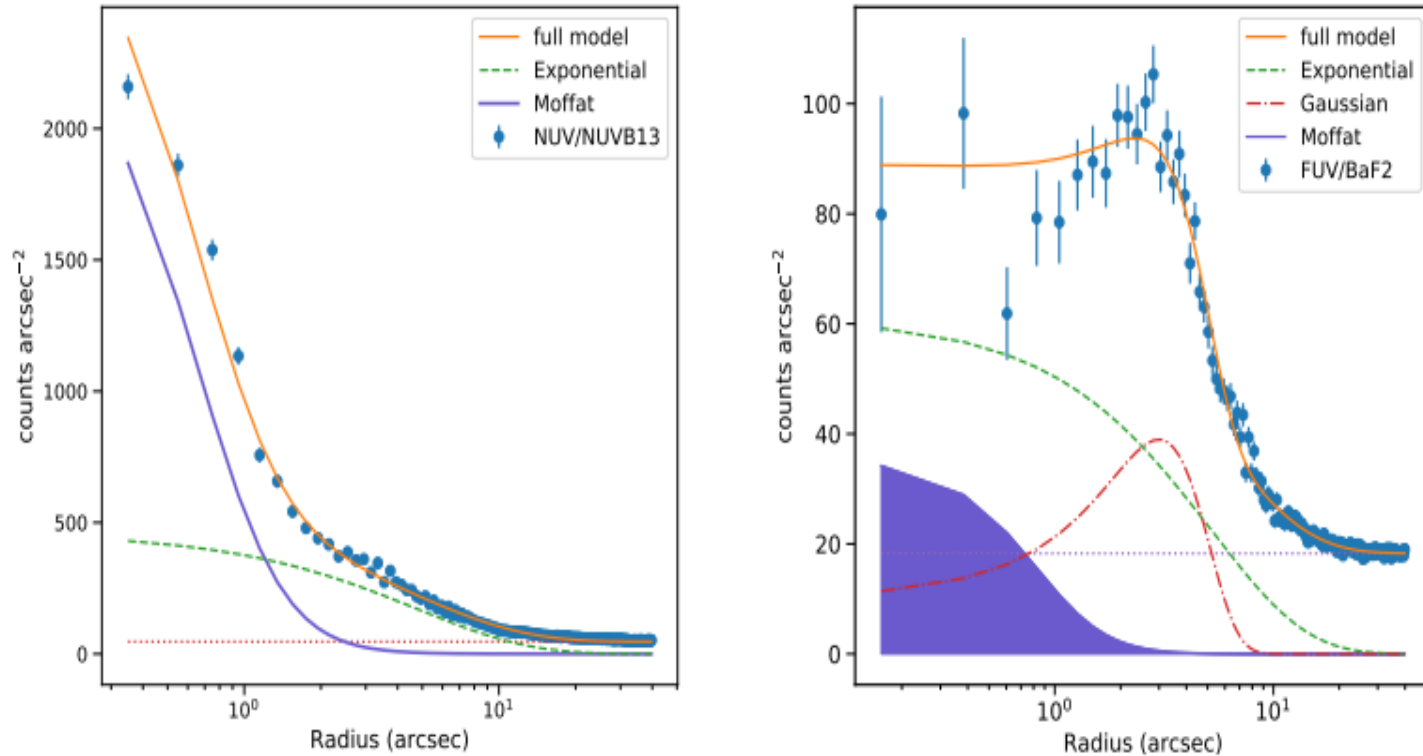 full model
Exponential
Moffat
NUV/NUVB13
2000
1500
1000
500
0
counts arcsec⁻²
10⁰
10¹
Radius (arcsec)
full model
Exponential
Gaussian
Moffat
FUV/BaF2
100
80
60
40
20
0
counts arcsec⁻²
10⁰
10¹
Radius (arcsec)